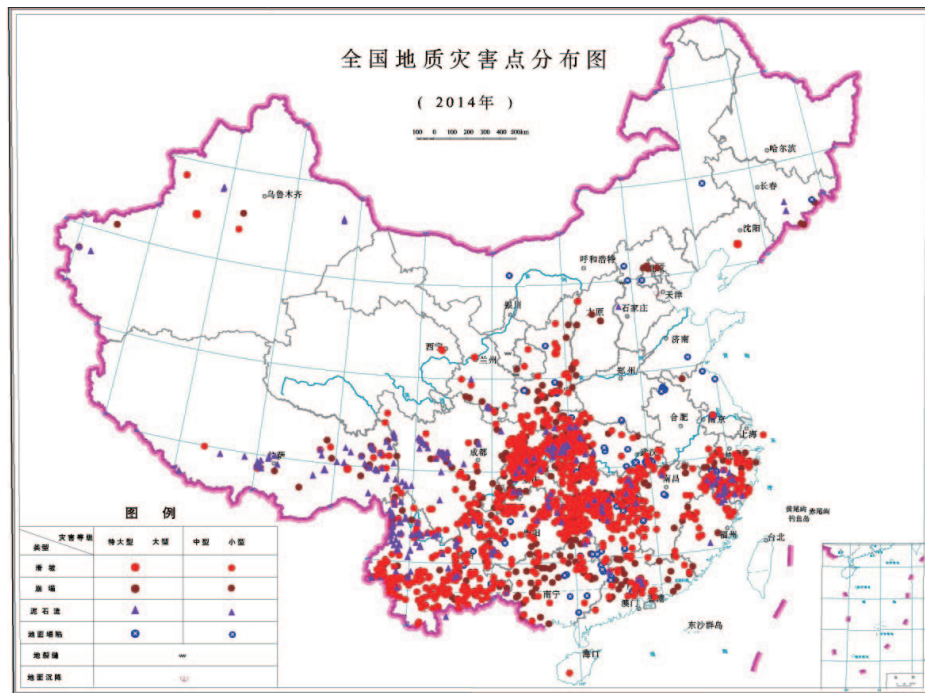 全国地质灾害点分布图
( 2014年 )
100 0 100 200 300 400 500km
哈尔滨
乌鲁木齐
长春
沈阳
呼和浩特
天津
银川
太原
石家庄
济南
西宁
兰州
郑州
合肥
南京
上海
成都
南昌
黄尾屿
赤尾屿
钓鱼岛
福州
台北
南宁
澳门
东沙群岛
海口
图 例
灾害等级
类型
特大型 大型 中型 小型
滑坡
崩塌
泥石流
地面塌陷
地裂缝
地面沉降